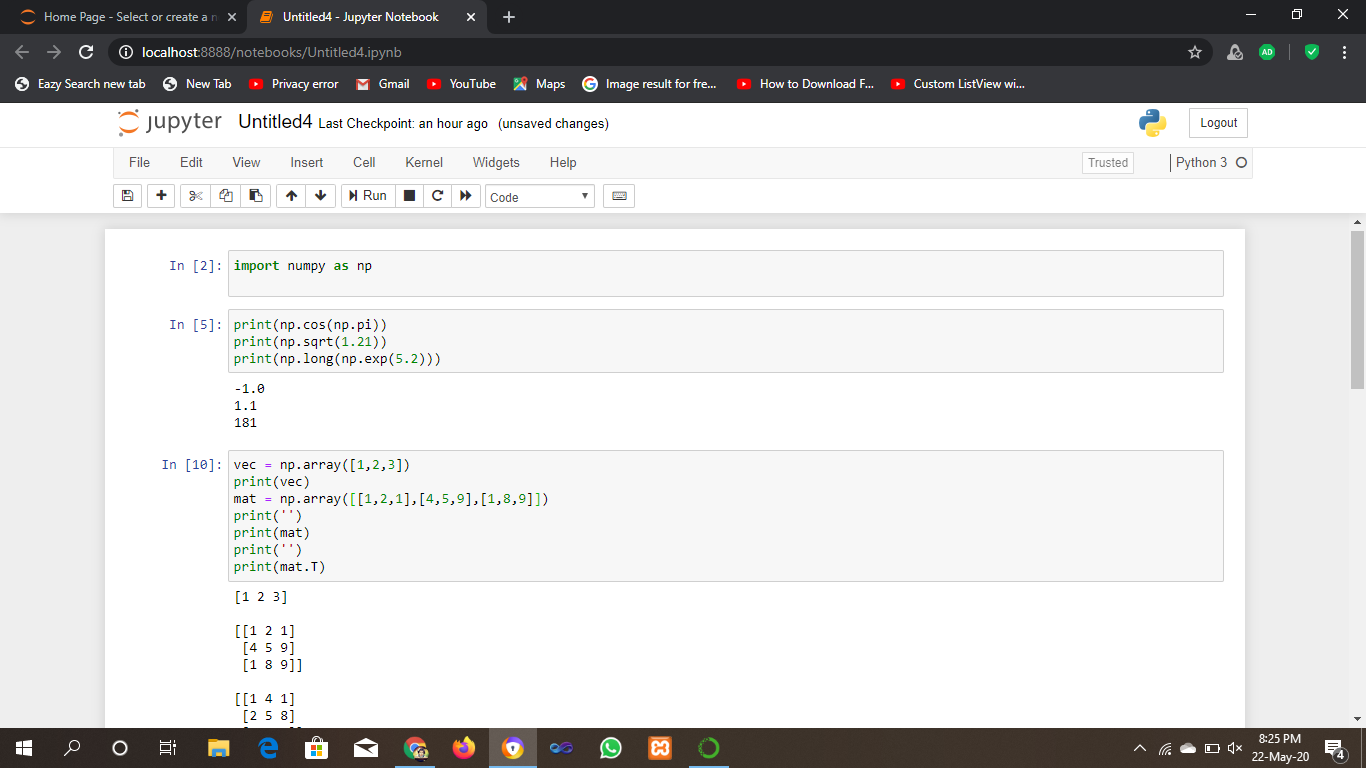 Home Page - Select or create a n
Untitled4 - Jupyter Notebook
localhost:8888/notebooks/Untitled4.ipynb
AD
Eazy Search new tab
New Tab
Privacy error
Gmail
YouTube
Maps
Image result for fre...
How to Download F...
Custom ListView wi...
jupyter Untitled4 Last Checkpoint: an hour ago (unsaved changes)
Logout
File Edit View Insert Cell Kernel Widgets Help
Trusted
Python 3
Run
Code
In [2]: import numpy as np
In [5]: print(np.cos(np.pi))
print(np.sqrt(1.21))
print(np.long(np.exp(5.2)))
-1.0
1.1
181
In [10]: vec = np.array([1,2,3])
print(vec)
mat = np.array([[1,2,1],[4,5,9],[1,8,9]])
print('')
print(mat)
print('')
print(mat.T)
[1 2 3]
[[1 2 1]
[4 5 9]
[1 8 9]]
[[1 4 1]
[2 5 8]
8:25 PM
22-May-20
4